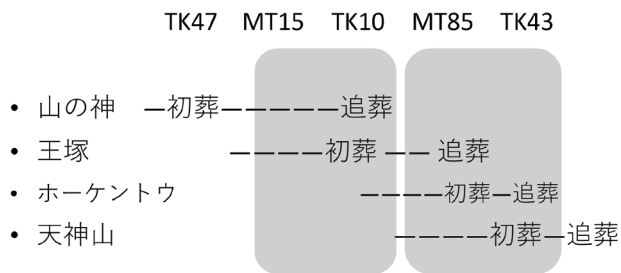 TK47 MT15 TK10 MT85 TK43
• 山の神 —初葬—————追葬
• 王塚 ————初葬——追葬
• ホーケントウ ————初葬—追葬
• 天神山 ————初葬—追葬